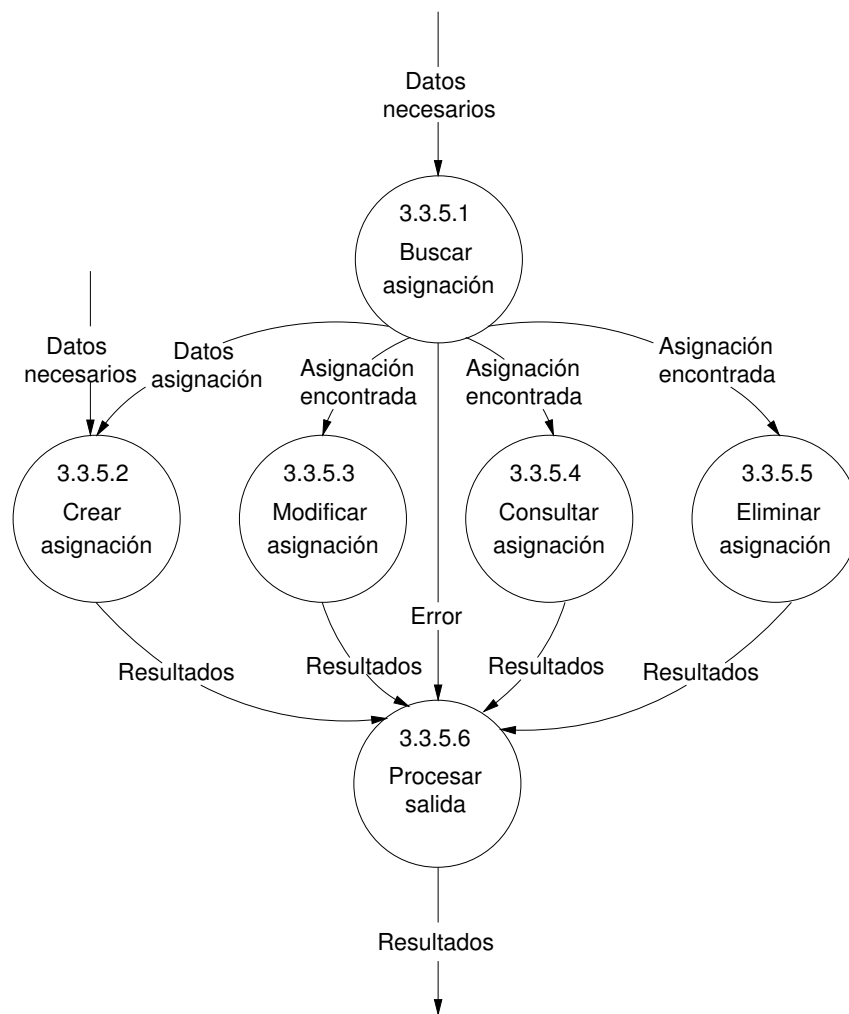 Datos
necesarios
3.3.5.1
Buscar
asignación
Datos
necesarios
Datos
asignación
Asignación
encontrada
Asignación
encontrada
Asignación
encontrada
3.3.5.2
Crear
asignación
3.3.5.3
Modificar
asignación
3.3.5.4
Consultar
asignación
3.3.5.5
Eliminar
asignación
Error
Resultados
Resultados
Resultados
Resultados
3.3.5.6
Procesar
salida
Resultados